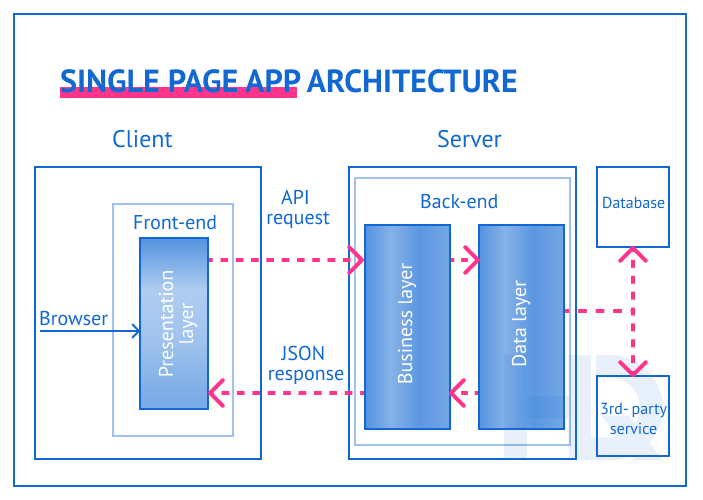 SINGLE PAGE APP ARCHITECTURE
Client
Server
API
request
Back-end
Database
Front-end
Presentation
layer
Business layer
Data layer
Browser
JSON
response
3rd- party
service